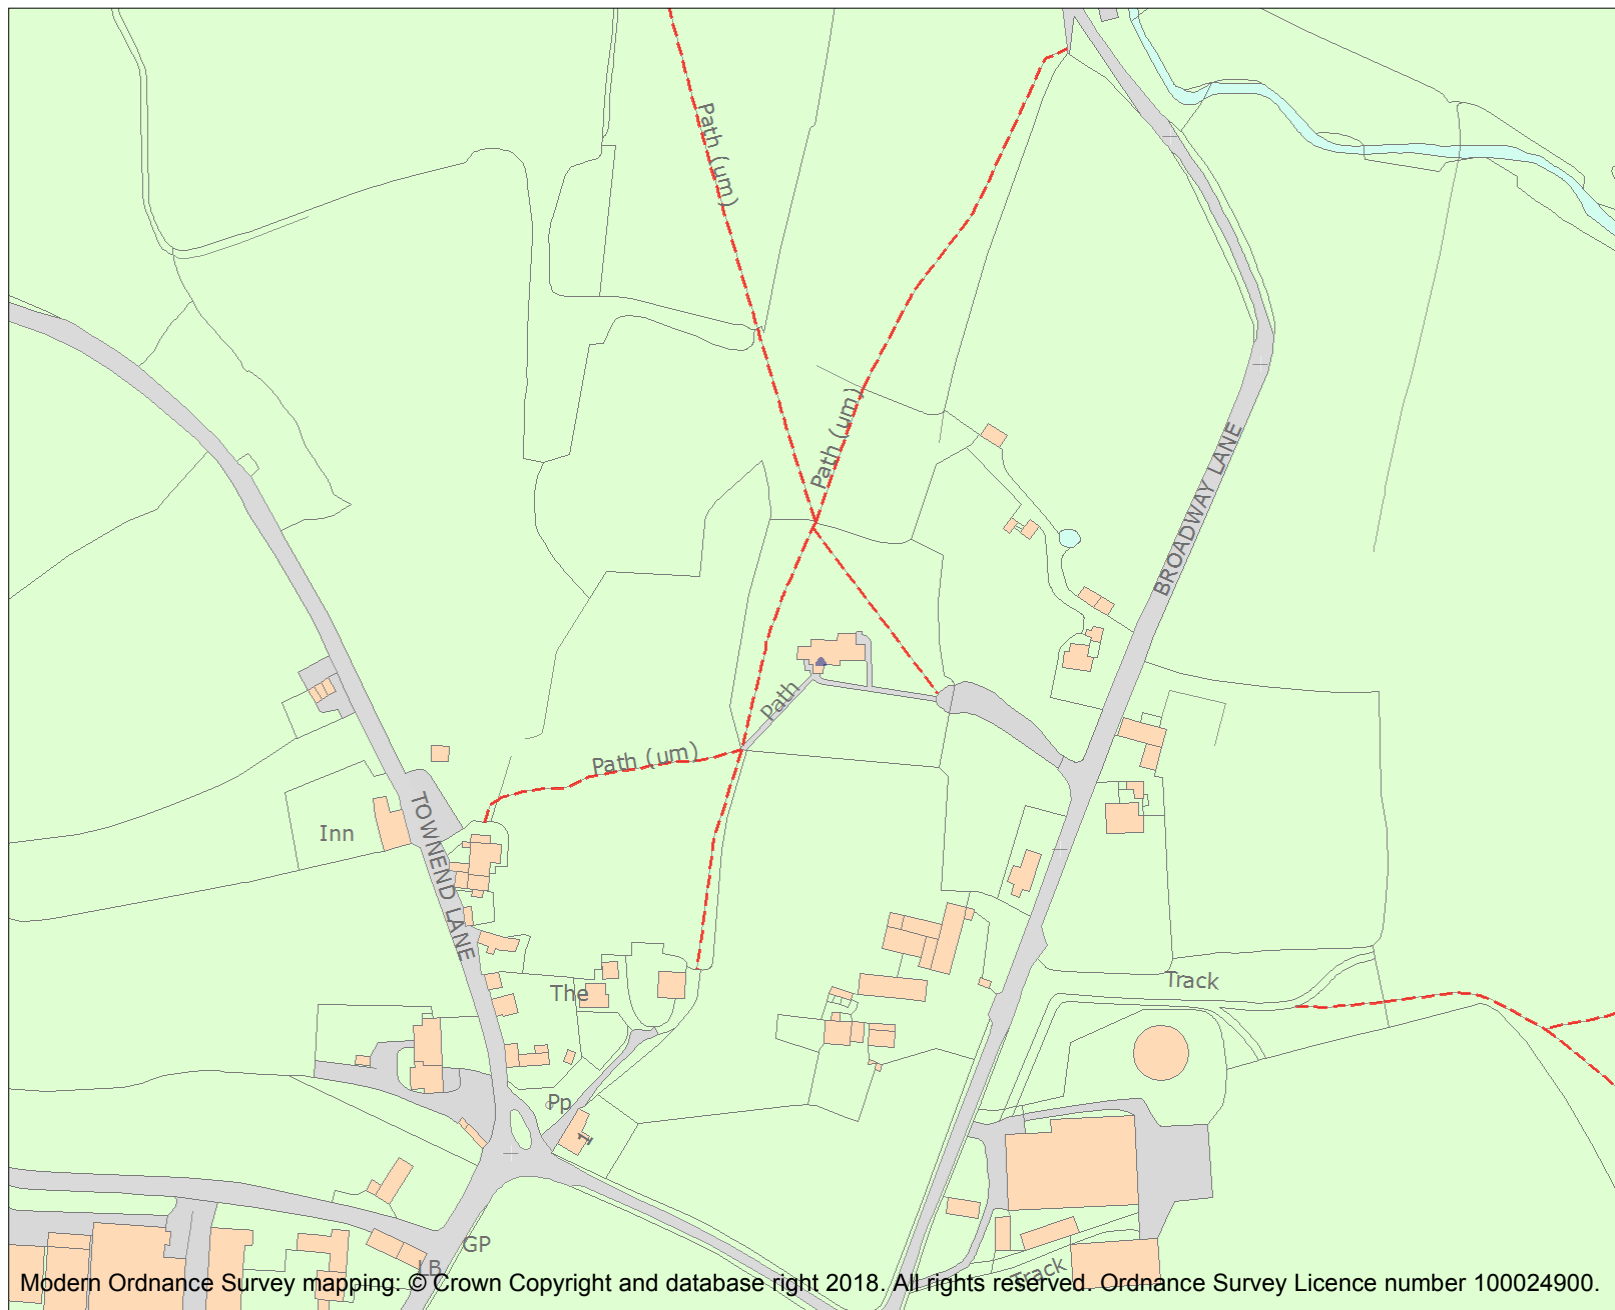 Path (um)
Path (um)
BROADWAY LANE
Path
Path (um)
TOWNEND LANE
Inn
Track
The
Pp
1
GP
LB
Track
Modern Ordnance Survey mapping: © Crown Copyright and database right 2018. All rights reserved. Ordnance Survey Licence number 100024900.